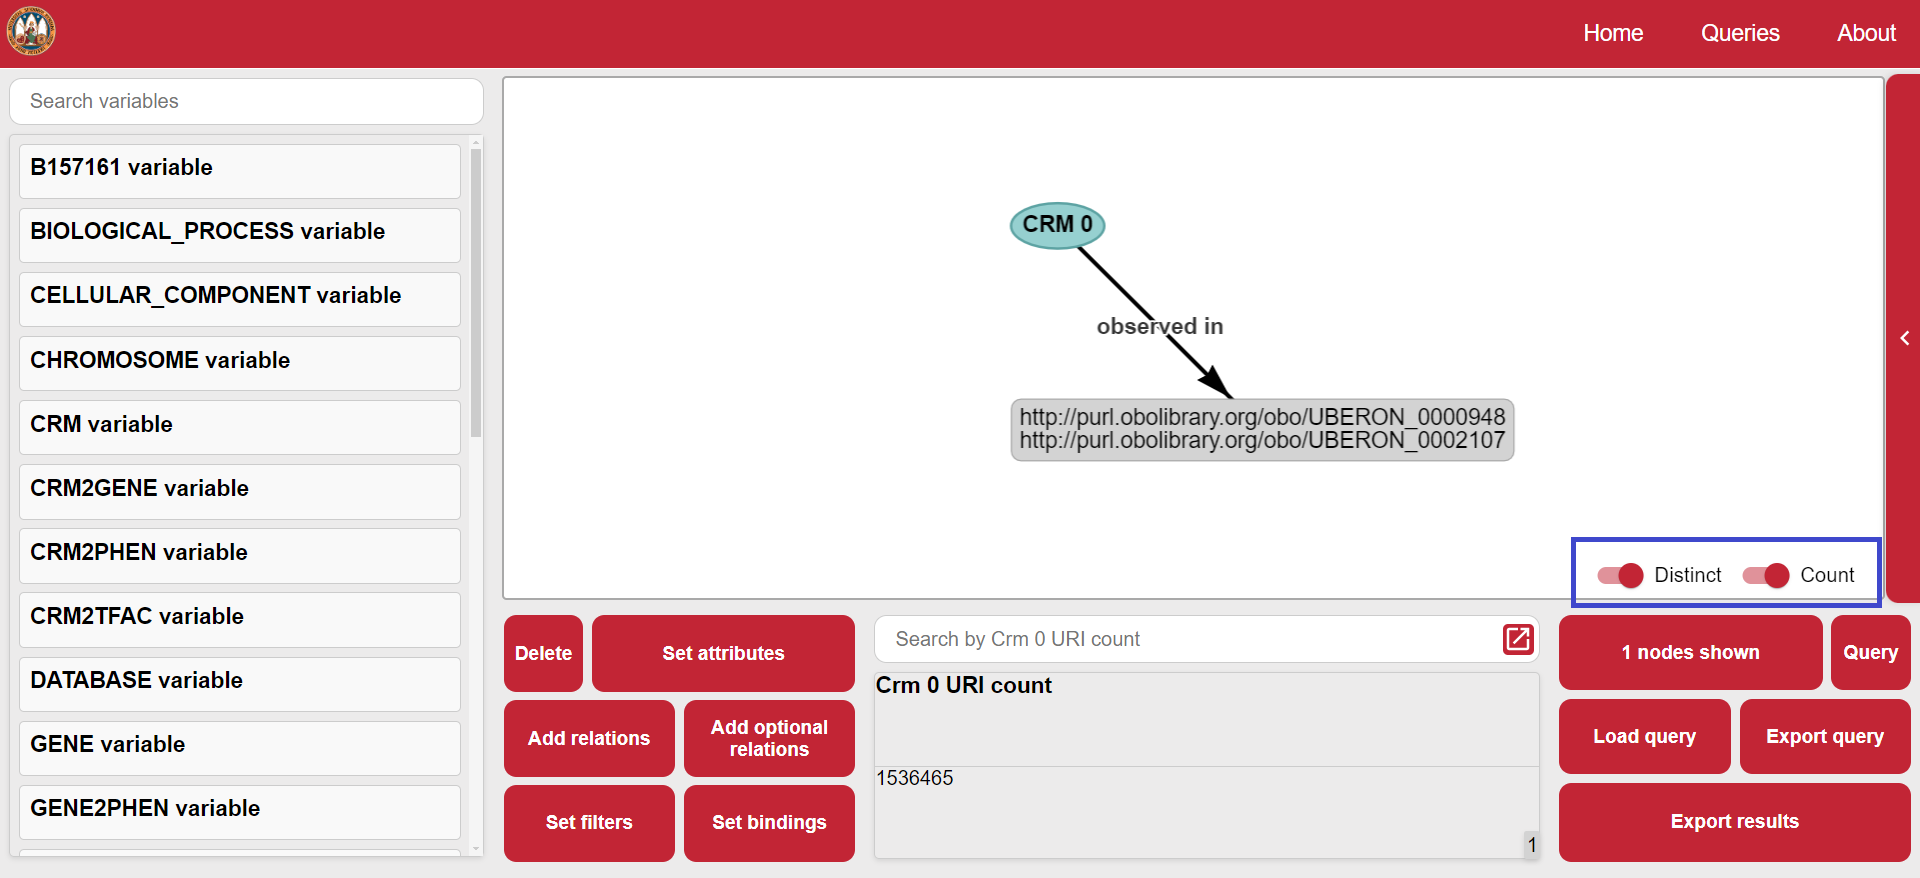 Home
Queries
About
Search variables
B157161 variable
BIOLOGICAL_PROCESS variable
CELLULAR_COMPONENT variable
CHROMOSOME variable
CRM variable
CRM2GENE variable
CRM2PHEN variable
CRM2TFAC variable
DATABASE variable
GENE variable
GENE2PHEN variable
CRM 0
observed in
http://purl.obolibrary.org/obo/UBERON_0000948
http://purl.obolibrary.org/obo/UBERON_0002107
Distinct
Count
Delete
Set attributes
Add relations
Add optional
relations
Set filters
Set bindings
Search by Crm 0 URI count
Crm 0 URI count
1536465
1
1 nodes shown
Query
Load query
Export query
Export results